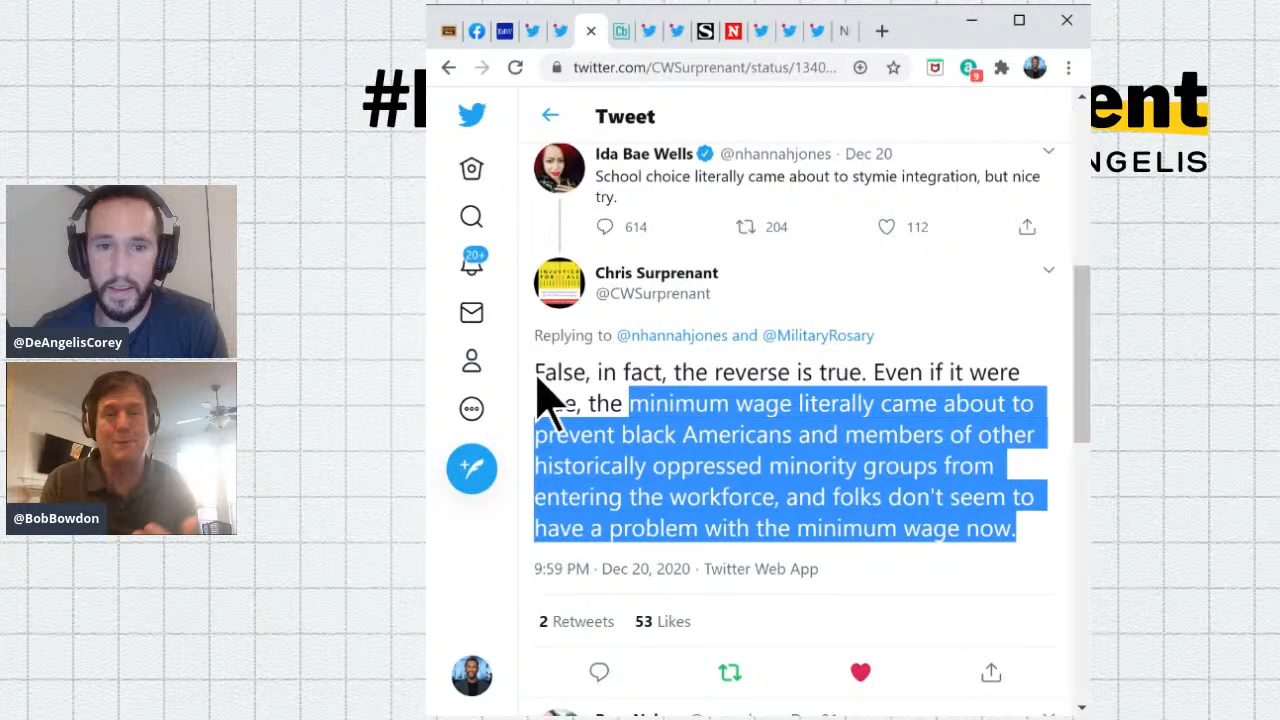 twitter.com/CWSurprenant/status/1340...
9
#
ent
NGELIS
Tweet
Ida Bae Wells @nhannahjones · Dec 20
School choice literally came about to stymie integration, but nice
try.
614 204 112
20+
Chris Surprenant
@CWSurprenant
Replying to @nhannahjones and @MilitaryRosary
False, in fact, the reverse is true. Even if it were
the minimum wage literally came about to
prevent black Americans and members of other
historically oppressed minority groups from
entering the workforce, and folks don't seem to
have a problem with the minimum wage now.
9:59 PM · Dec 20, 2020 · Twitter Web App
2 Retweets 53 Likes
@DeAngelisCorey
@BobBowdon